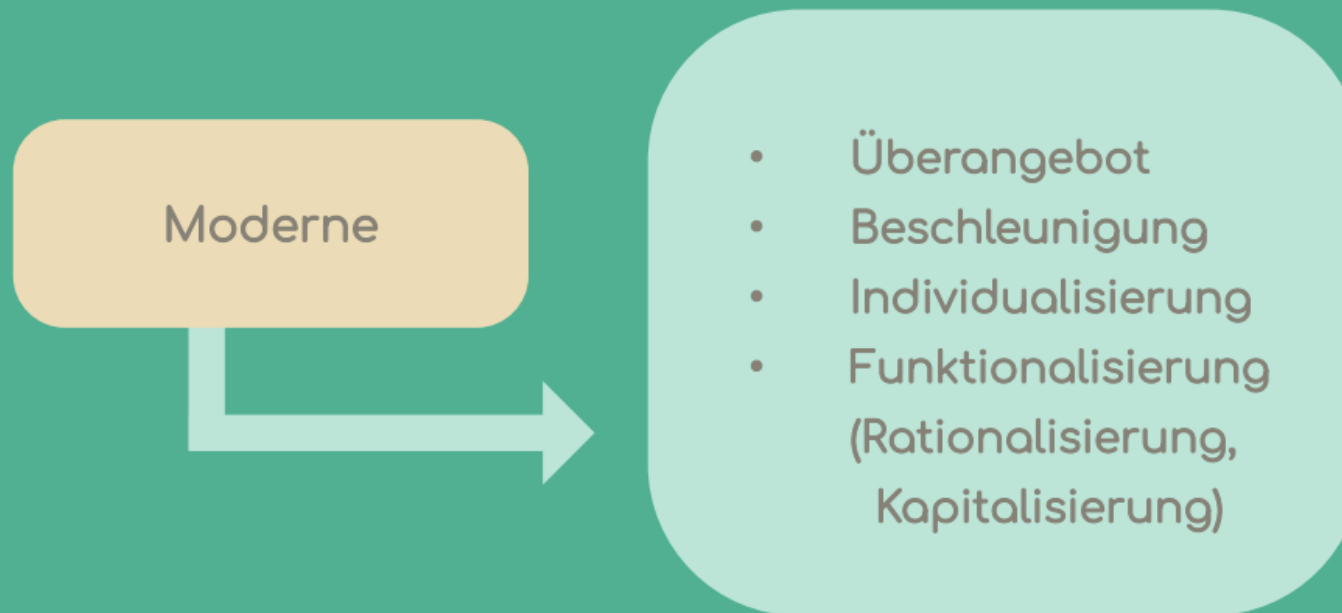 Moderne
• Überangebot
• Beschleunigung
• Individualisierung
• Funktionalisierung
(Rationalisierung,
Kapitalisierung)